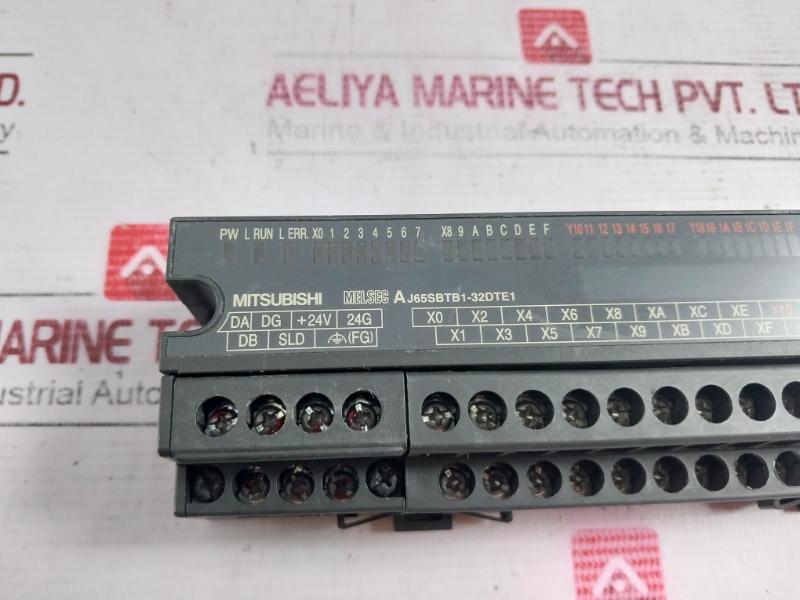 AELIYA MARINE TECH PVT. LT
Marine & Industrial Automation & Machin
D.
y
PW L RUN L ERR. X0 1 2 3 4 5 6 7 X8 9 A B C D E F Y10 11 12 13 14 15 16 17 Y18 19 1A 1B 1C 1D 1E 1F
MITSUBISHI MELSEC AJ65SBTB1-32DTE1
DA DG +24V 24G X0 X2 X4 X6 X8 XA XC XE Y10
DB SLD (FG) X1 X3 X5 X7 X9 XB XD XF
ARINE TE
dustrial Autom